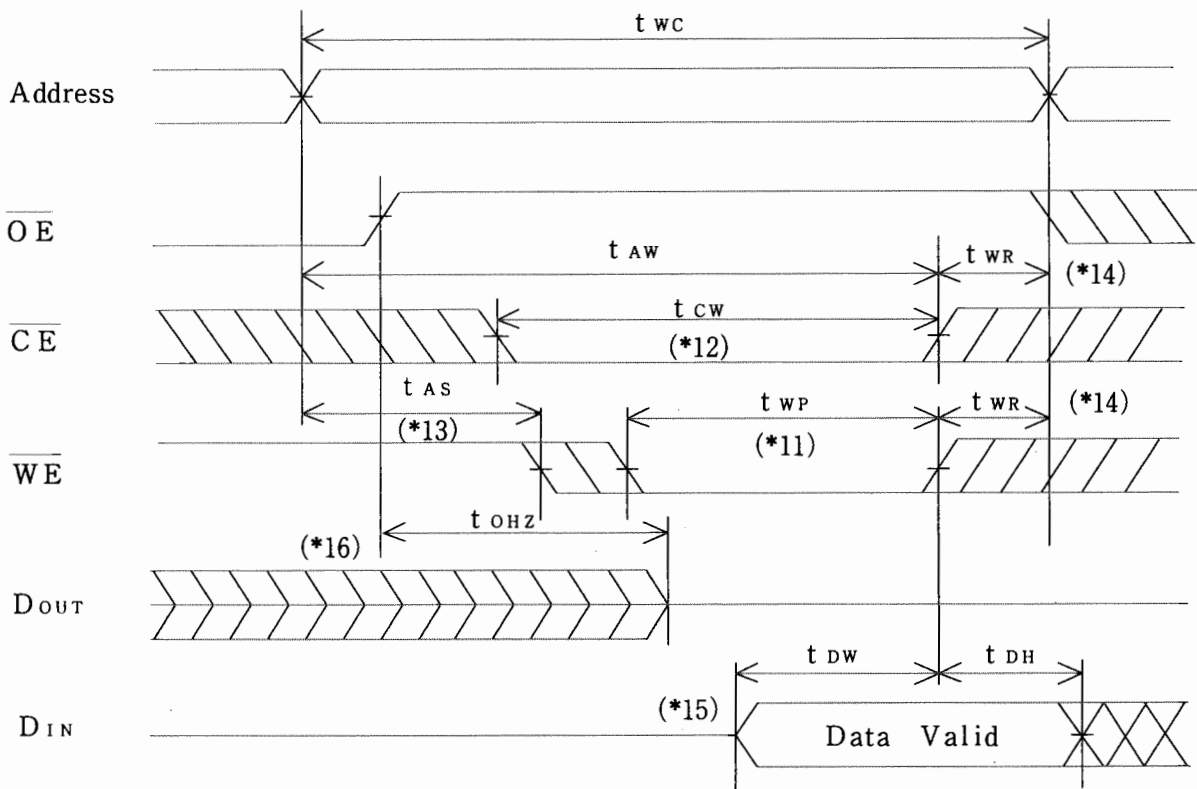 t WC
Address
OE
t AW
t WR
(*14)
t CW
CE
(*12)
t AS
t WP
t WR
(*14)
(*13)
(*11)
WE
t OHZ
(*16)
DOUT
t DW
t DH
(*15)
DIN
Data Valid